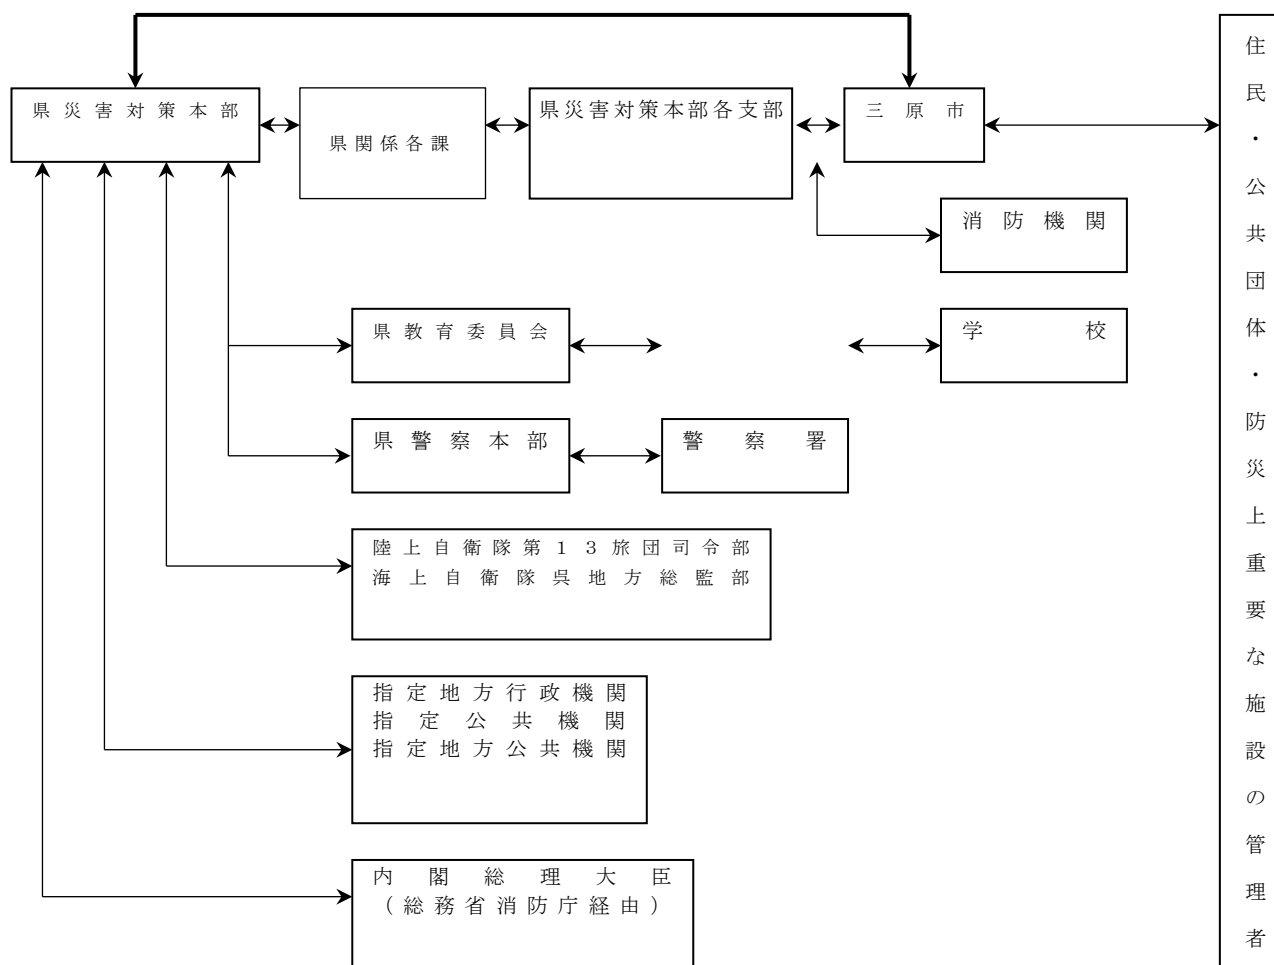 県災害対策本部
県関係各課
県災害対策本部各支部
三原市
消防機関
県教育委員会
学校
県警察本部
警察署
陸上自衛隊第13旅団司令部
海上自衛隊呉地方総監部
指定地方行政機関
指定公共機関
指定地方公共機関
内閣総理大臣
(総務省消防庁経由)
住民・公共団体・防災上重要な施設の管理者